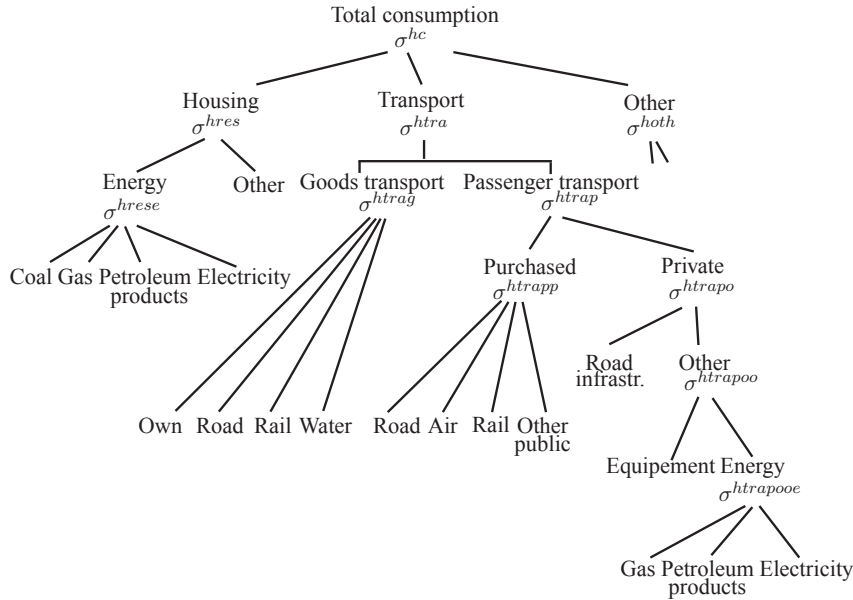 Total consumption
σ^{hc}
Housing Transport Other
σ^{hres} σ^{htra} σ^{hoth}
Energy Other Goods transport Passenger transport
σ^{hrese} σ^{htrag} σ^{htrap}
Coal Gas Petroleum Electricity
products
Purchased Private
σ^{htrapp} σ^{htrapo}
Road Other
infrastr. σ^{htrapoo}
Own Road Rail Water Road Air Rail Other
public
Equipement Energy
σ^{htrapooe}
Gas Petroleum Electricity
products